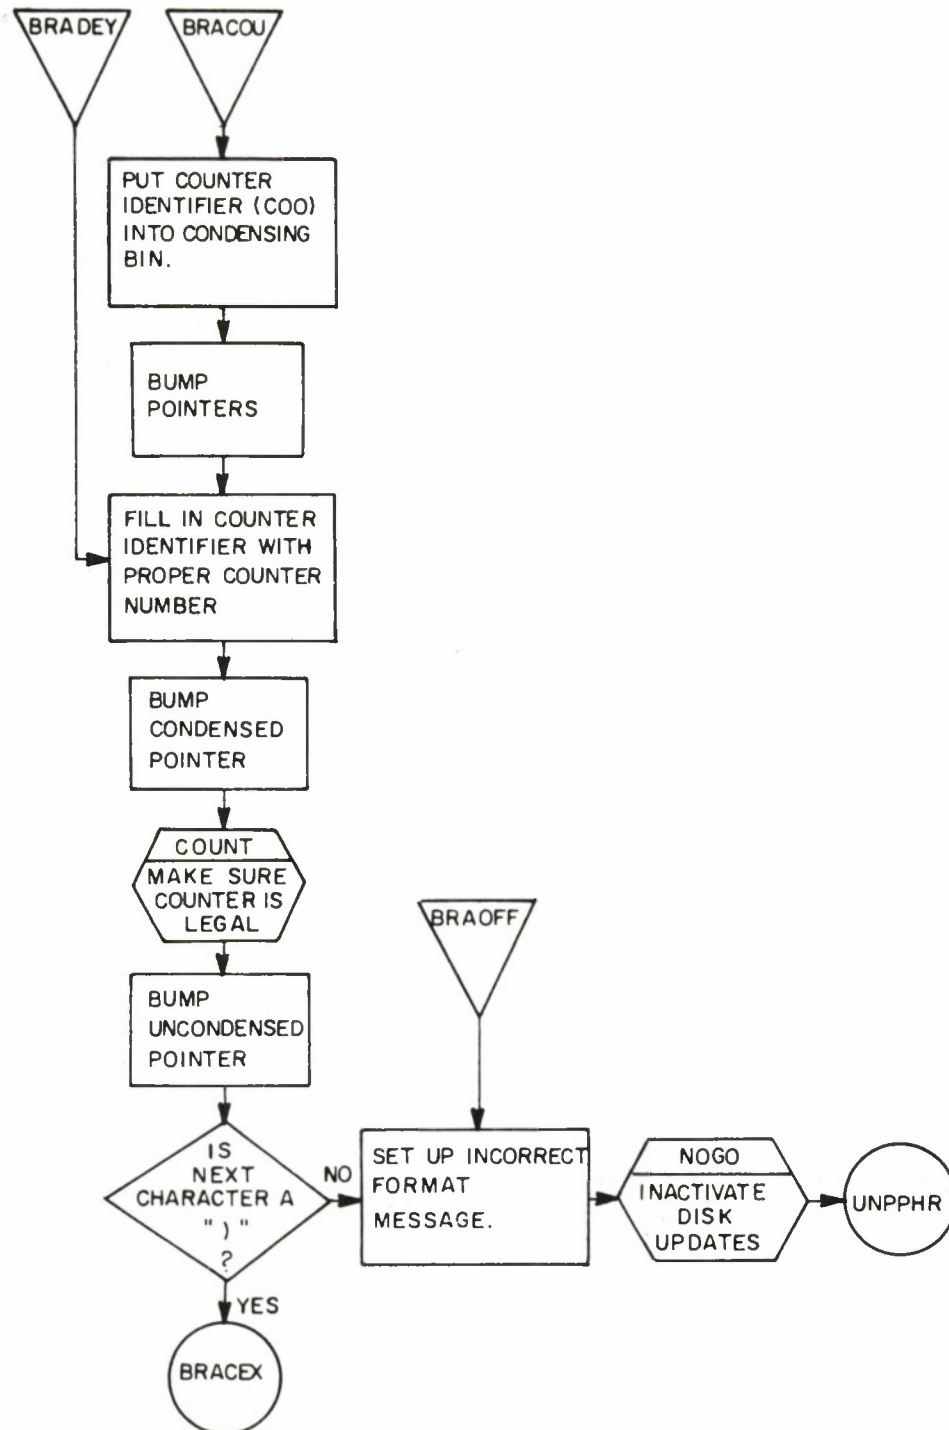 BRADEY
BRACOU
PUT COUNTER
IDENTIFIER (COO)
INTO CONDENSING
BIN.
BUMP
POINTERS
FILL IN COUNTER
IDENTIFIER WITH
PROPER COUNTER
NUMBER
BUMP
CONDENSED
POINTER
COUNT
MAKE SURE
COUNTER IS
LEGAL
BUMP
UNCONDENSED
POINTER
BRAOFF
IS
NEXT
CHARACTER A
")"
?
NO
YES
SET UP INCORRECT
FORMAT
MESSAGE.
NOGO
INACTIVATE
DISK
UPDATES
UNPPHR
BRACEX